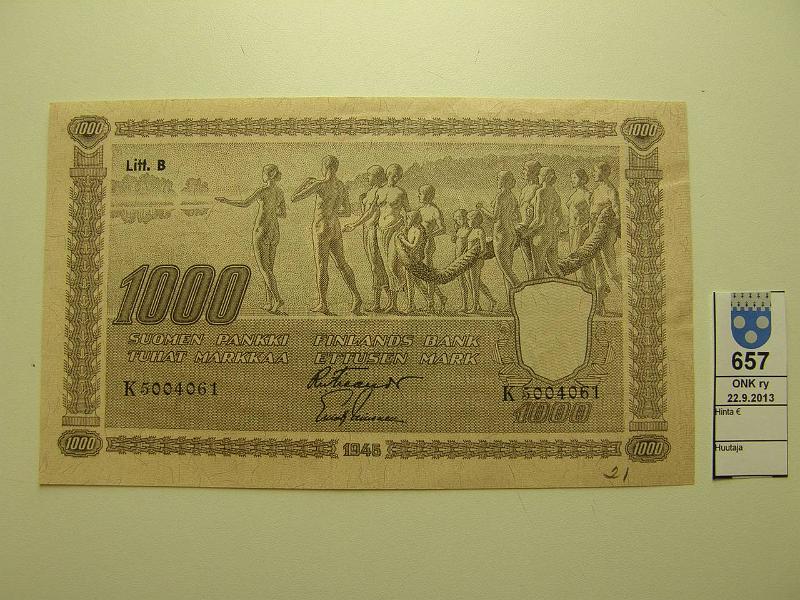 1000 1000
Litt. B
1000
SUOMEN PANKKI FINLANDS BANK
TUHAT MARKKAA ETTUSEN MARK
K5004061 K5004061
1000
1000 1945 1000
21
657
ONK ry
22.9.2013
Hinta €
Huutaja